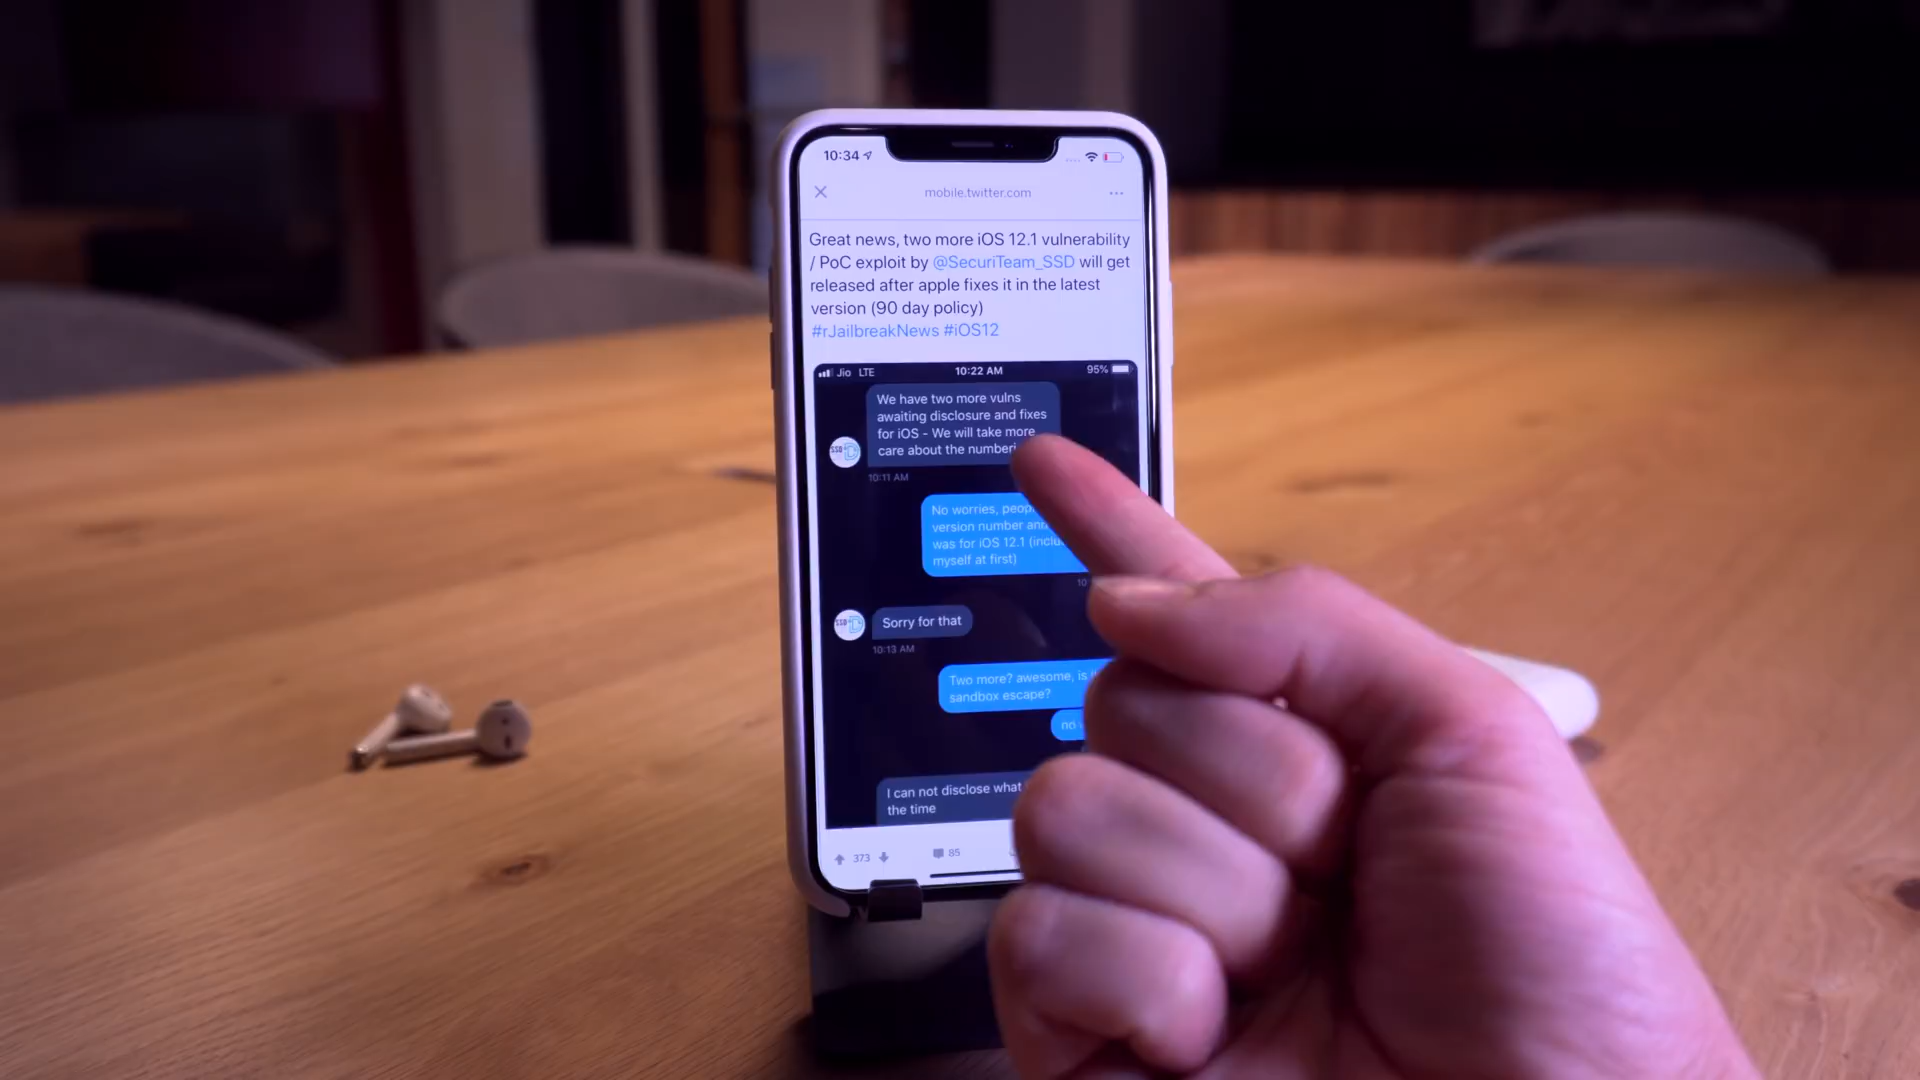 10:34
mobile.twitter.com
Great news, two more iOS 12.1 vulnerability
/ PoC exploit by @SecuriTeam_SSD will get
released after apple fixes it in the latest
version (90 day policy)
#rJailbreakNews #iOS12
Jio LTE 10:22 AM 95%
We have two more vulns
awaiting disclosure and fixes
for iOS - We will take more
care about the
SSD
10:11 AM
No worries,
version number
was for iOS 12.1
myself at first)
10
SSD
Sorry for that
10:13 AM
Two more? awesome, is
sandbox escape?
no
I can not disclose what
the time
373 85